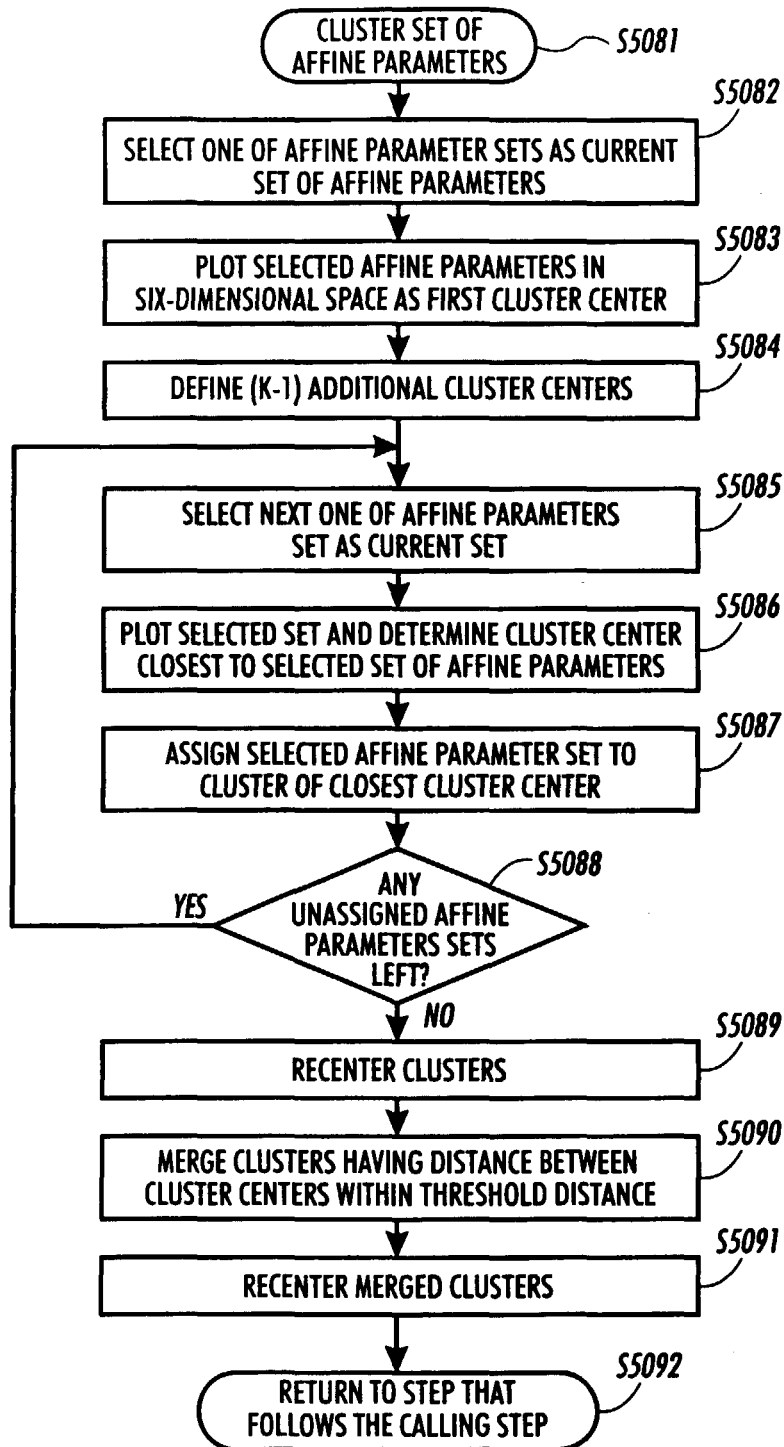 CLUSTER SET OF
AFFINE PARAMETERS
S5081
S5082
SELECT ONE OF AFFINE PARAMETER SETS AS CURRENT
SET OF AFFINE PARAMETERS
S5083
PLOT SELECTED AFFINE PARAMETERS IN
SIX-DIMENSIONAL SPACE AS FIRST CLUSTER CENTER
S5084
DEFINE (K-1) ADDITIONAL CLUSTER CENTERS
S5085
SELECT NEXT ONE OF AFFINE PARAMETERS
SET AS CURRENT SET
S5086
PLOT SELECTED SET AND DETERMINE CLUSTER CENTER
CLOSEST TO SELECTED SET OF AFFINE PARAMETERS
S5087
ASSIGN SELECTED AFFINE PARAMETER SET TO
CLUSTER OF CLOSEST CLUSTER CENTER
S5088
YES
ANY
UNASSIGNED AFFINE
PARAMETERS SETS
LEFT?
NO
S5089
RECENTER CLUSTERS
S5090
MERGE CLUSTERS HAVING DISTANCE BETWEEN
CLUSTER CENTERS WITHIN THRESHOLD DISTANCE
S5091
RECENTER MERGED CLUSTERS
S5092
RETURN TO STEP THAT
FOLLOWS THE CALLING STEP